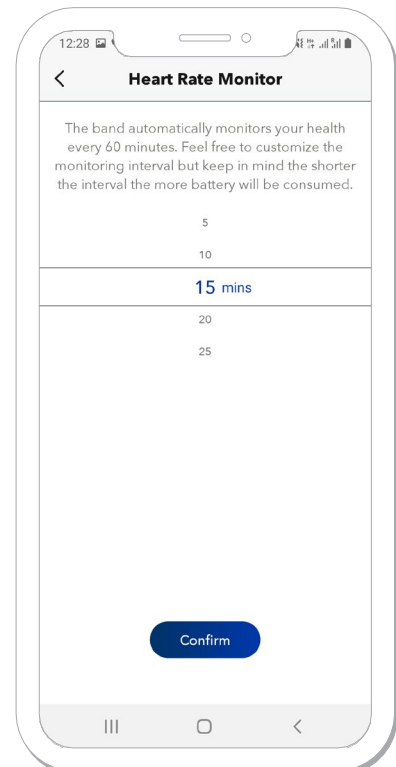 12:28
Heart Rate Monitor
The band automatically monitors your health
every 60 minutes. Feel free to customize the
monitoring interval but keep in mind the shorter
the interval the more battery will be consumed.
5
10
15 mins
20
25
Confirm